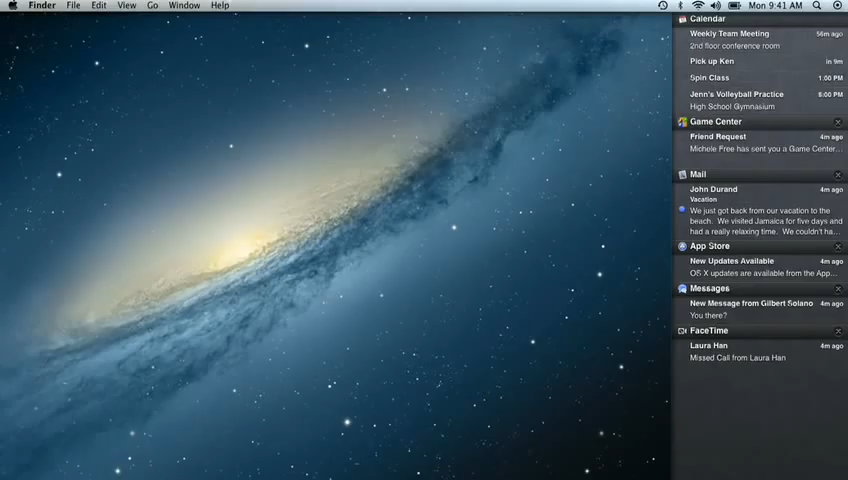 Finder File Edit View Go Window Help Mon 9:41 AM
Calendar
Weekly Team Meeting 56m ago
2nd floor conference room
Pick up Ken in 9m
Spin Class 1:00 PM
Jenn's Volleyball Practice 8:00 PM
High School Gymnasium
Game Center
Friend Request 4m ago
Michele Free has sent you a Game Center...
Mail
John Durand 4m ago
Vacation
We just got back from our vacation to the
beach. We visited Jamaica for five days and
had a really relaxing time. We couldn't ha...
App Store
New Updates Available 4m ago
OS X updates are available from the App...
Messages
New Message from Gilbert Solano 4m ago
You there?
FaceTime
Laura Han 4m ago
Missed Call from Laura Han